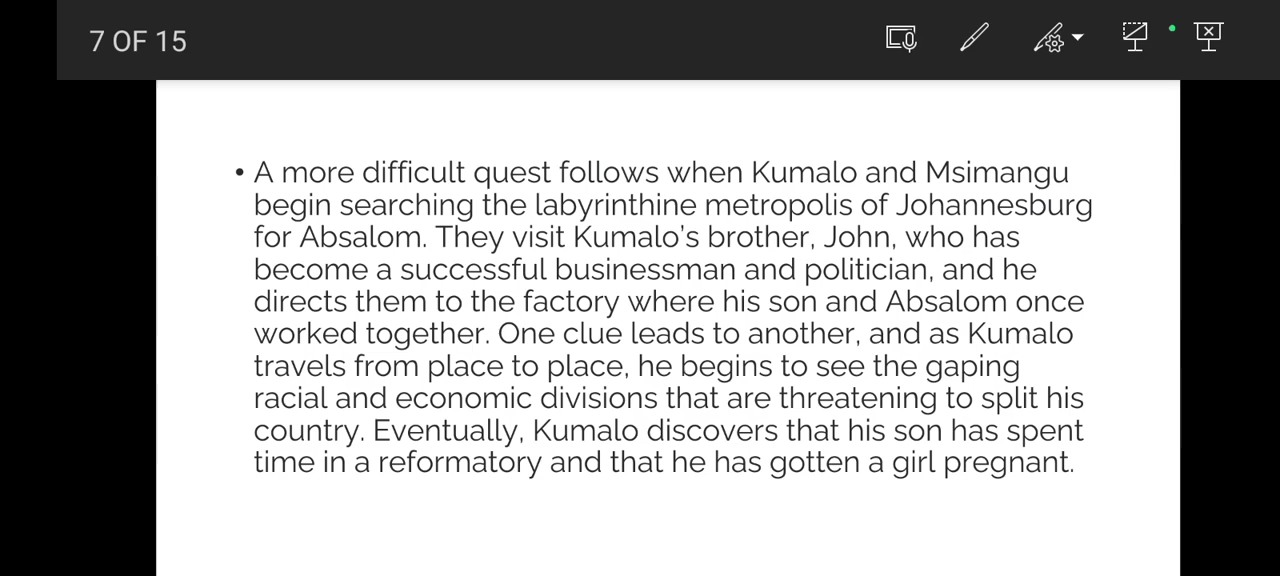 7 OF 15
• A more difficult quest follows when Kumalo and Msimangu
begin searching the labyrinthine metropolis of Johannesburg
for Absalom. They visit Kumalo's brother, John, who has
become a successful businessman and politician, and he
directs them to the factory where his son and Absalom once
worked together. One clue leads to another, and as Kumalo
travels from place to place, he begins to see the gaping
racial and economic divisions that are threatening to split his
country. Eventually, Kumalo discovers that his son has spent
time in a reformatory and that he has gotten a girl pregnant.